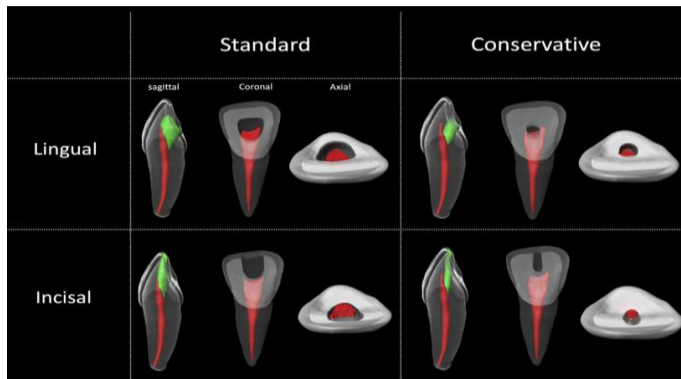 Standard
Conservative
sagittal
Coronal
Axial
Lingual
Incisal